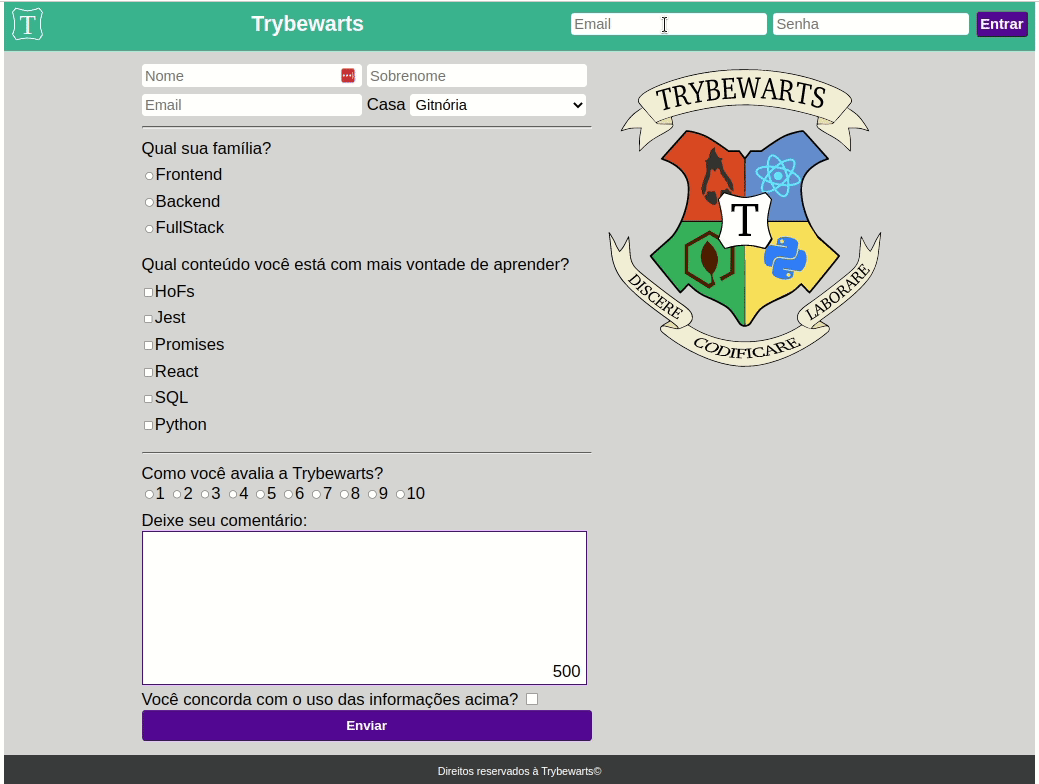 T
Trybewarts
Email
Senha
Entrar
Nome
Sobrenome
Email
Casa
Gitnória
Qual sua família?
Frontend
Backend
FullStack
Qual conteúdo você está com mais vontade de aprender?
HoFs
Jest
Promises
React
SQL
Python
Como você avalia a Trybewarts?
1 2 3 4 5 6 7 8 9 10
Deixe seu comentário:
500
Você concorda com o uso das informações acima?
Enviar
TRYBEWARTS
T
DISCERE
CODIFICARE
LABORARE
Direitos reservados à Trybewarts©